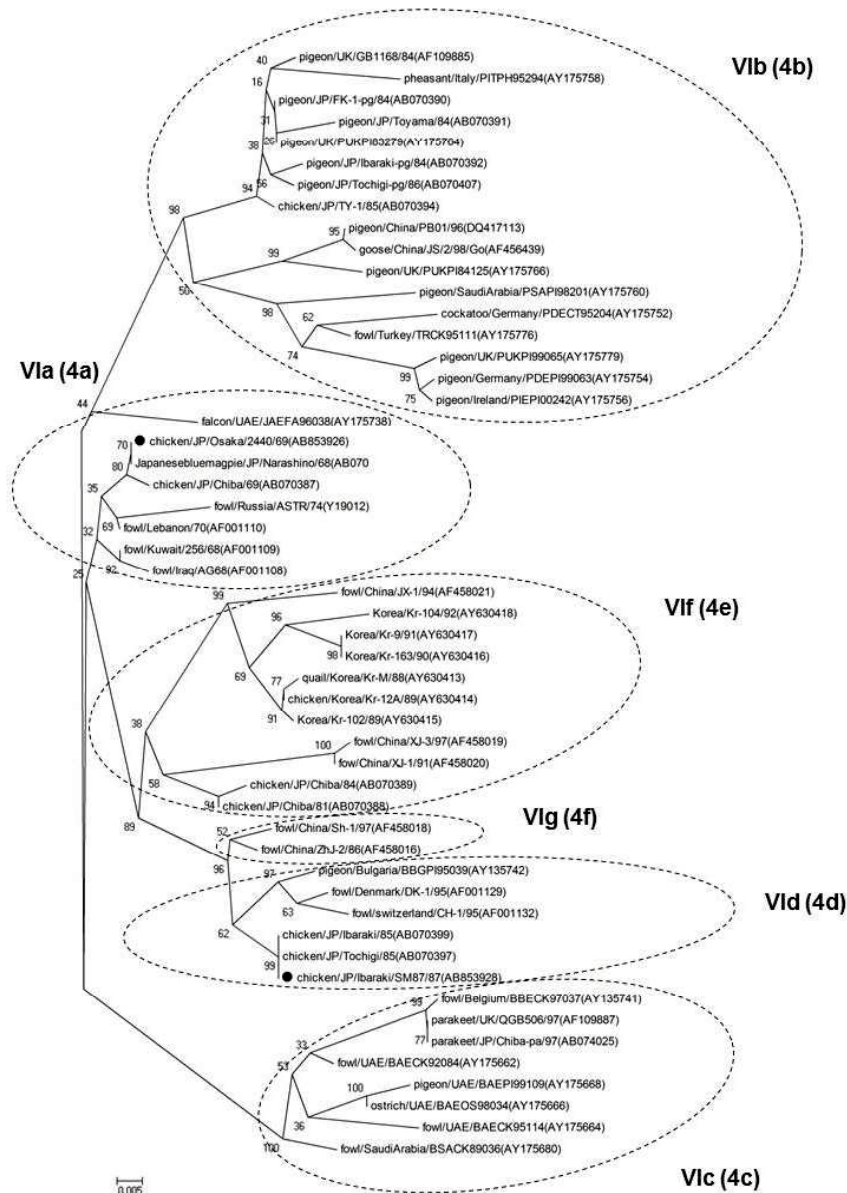 40
pigeon/UK/GB1168/84(AF109885)
VIb (4b)
16
pheasant/Italy/PITPH95294(AY175758)
pigeon/JP/FK-1-pg/84(AB070390)
31
pigeon/JP/Toyama/84(AB070391)
26
pigeon/UK/PUKPI83279(AY175764)
38
pigeon/JP/Ibaraki-pg/84(AB070392)
56
pigeon/JP/Tochigi-pg/86(AB070407)
94
chicken/JP/TY-1/85(AB070394)
98
pigeon/China/PB01/96(DQ417113)
95
goose/China/JS/2/98/Go(AF456439)
99
pigeon/UK/PUKPI84125(AY175766)
50
pigeon/SaudiArabia/PSAPI98201(AY175760)
98
cockatoo/Germany/PDECT95204(AY175752)
62
fowl/Turkey/TRCK95111(AY175776)
74
pigeon/UK/PUKPI99065(AY175779)
99
pigeon/Germany/PDEPI99063(AY175754)
75
pigeon/Ireland/PIEPI00242(AY175756)
VIa (4a)
44
falcon/UAE/JAEFA96038(AY175738)
70
chicken/JP/Osaka/2440/69(AB853926)
80
Japanesebluemagpie/JP/Narashino/68(AB070
chicken/JP/Chiba/69(AB070387)
35
fowl/Russia/ASTR/74(Y19012)
69
fowl/Lebanon/70(AF001110)
32
fowl/Kuwait/256/68(AF001109)
92
fowl/Iraq/AG68(AF001108)
25
99
fowl/China/JX-1/94(AF458021)
VIf (4e)
96
Korea/Kr-104/92(AY630418)
Korea/Kr-9/91(AY630417)
98
Korea/Kr-163/90(AY630416)
69
77
quail/Korea/Kr-M/88(AY630413)
chicken/Korea/Kr-12A/89(AY630414)
91
Korea/Kr-102/89(AY630415)
38
100
fowl/China/XJ-3/97(AF458019)
fow/China/XJ-1/91(AF458020)
58
chicken/JP/Chiba/84(AB070389)
94
chicken/JP/Chiba/81(AB070388)
89
52
fowl/China/Sh-1/97(AF458018)
VIg (4f)
fowl/China/ZhJ-2/86(AF458016)
96
pigeon/Bulgaria/BBGPI95039(AY135742)
97
fowl/Denmark/DK-1/95(AF001129)
VId (4d)
63
fowl/switzerland/CH-1/95(AF001132)
62
chicken/JP/Ibaraki/85(AB070399)
chicken/JP/Tochigi/85(AB070397)
99
chicken/JP/Ibaraki/SM87/87(AB853928)
fowl/Belgium/BBECK97037(AY135741)
99
parakeet/UK/QGB506/97(AF109887)
77
parakeet/JP/Chiba-pa/97(AB074025)
33
fowl/UAE/BAECK92084(AY175662)
53
pigeon/UAE/BAEPI99109(AY175668)
100
ostrich/UAE/BAEOS98034(AY175666)
36
fowl/UAE/BAECK95114(AY175664)
100
fowl/SaudiArabia/BSACK89036(AY175680)
VIc (4c)
0.005